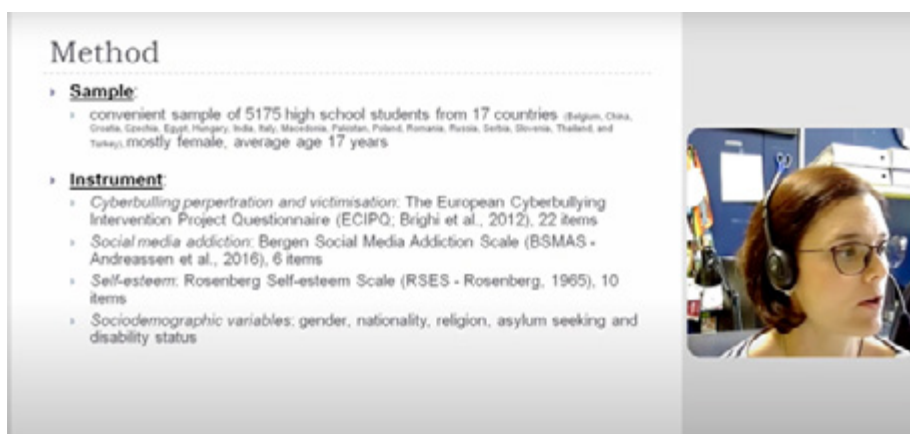 Method
Sample:
convenient sample of 5175 high school students from 17 countries (Belgium, China,
Croatia, Czechia, Egypt, Hungary, India, Italy, Macedonia, Pakistan, Poland, Romania, Russia, Serbia, Slovenia, Thailand, and
Turkey), mostly female, average age 17 years
Instrument:
Cyberbulling perpertration and victimisation: The European Cyberbullying
Intervention Project Questionnaire (ECIPQ; Brighi et al., 2012), 22 items
Social media addiction: Bergen Social Media Addiction Scale (BSMAS -
Andreassen et al., 2016), 6 items
Self-esteem: Rosenberg Self-esteem Scale (RSES - Rosenberg, 1965), 10
items
Sociodemographic variables: gender, nationality, religion, asylum seeking and
disability status